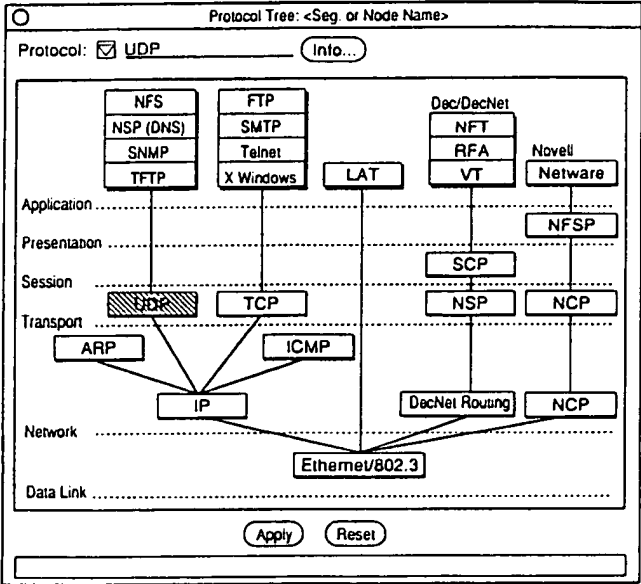 Protocol Tree: <Seg. or Node Name>
Protocol: UDP Info...
NFS
NSP (DNS)
SNMP
TFTP
FTP
SMTP
Telnet
X Windows
LAT
Dec/DecNet
NFT
RFA
VT
Novell
Netware
Application
NFSP
Presentation
SCP
Session
UDP TCP NSP NCP
Transport
ARP ICMP
IP DecNet Routing NCP
Network
Ethernet/802.3
Data Link
Apply Reset